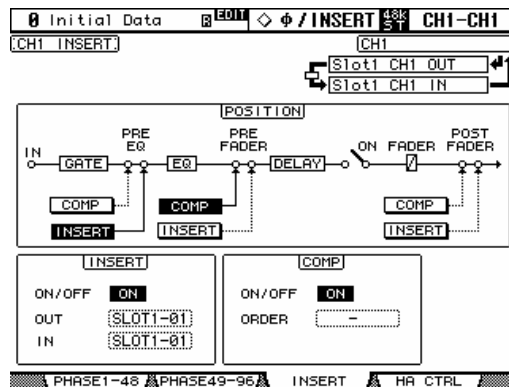 0 Initial Data EDIT ◇ Φ/INSERT 48K ST CH1-CH1
CH1 INSERT CH1
Slot1 CH1 OUT
Slot1 CH1 IN
POSITION
PRE EQ PRE FADER POST FADER
IN GATE EQ DELAY ON FADER
COMP COMP COMP
INSERT INSERT INSERT
INSERT COMP
ON/OFF ON ON/OFF ON
OUT SLOT1-01 ORDER -
IN SLOT1-01
PHASE1-48 PHASE49-96 INSERT HA CTRL